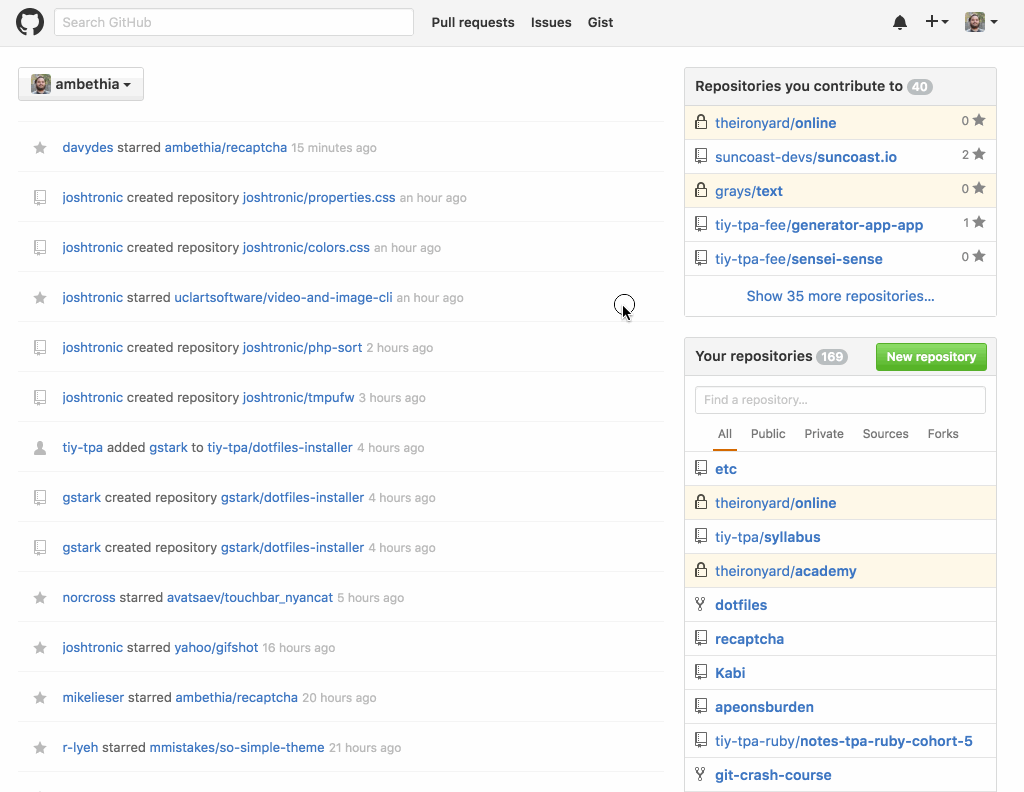 Search GitHub
Pull requests
Issues
Gist
ambethia
davydes starred ambethia/recaptcha 15 minutes ago
joshtronic created repository joshtronic/properties.css an hour ago
joshtronic created repository joshtronic/colors.css an hour ago
joshtronic starred uclartsoftware/video-and-image-cli an hour ago
joshtronic created repository joshtronic/php-sort 2 hours ago
joshtronic created repository joshtronic/tmpufw 3 hours ago
tiy-tpa added gstark to tiy-tpa/dotfiles-installer 4 hours ago
gstark created repository gstark/dotfiles-installer 4 hours ago
gstark created repository gstark/dotfiles-installer 4 hours ago
norcross starred avatsaev/touchbar_nyancat 5 hours ago
joshtronic starred yahoo/gifshot 16 hours ago
mikelieser starred ambethia/recaptcha 20 hours ago
r-lyeh starred mmistakes/so-simple-theme 21 hours ago
Repositories you contribute to 40
theironyard/online 0
suncoast-devs/suncoast.io 2
grays/text 0
tiy-tpa-fee/generator-app-app 1
tiy-tpa-fee/sensei-sense 0
Show 35 more repositories...
Your repositories 169
New repository
Find a repository...
All Public Private Sources Forks
etc
theironyard/online
tiy-tpa/syllabus
theironyard/academy
dotfiles
recaptcha
Kabi
apeonsburden
tiy-tpa-ruby/notes-tpa-ruby-cohort-5
git-crash-course